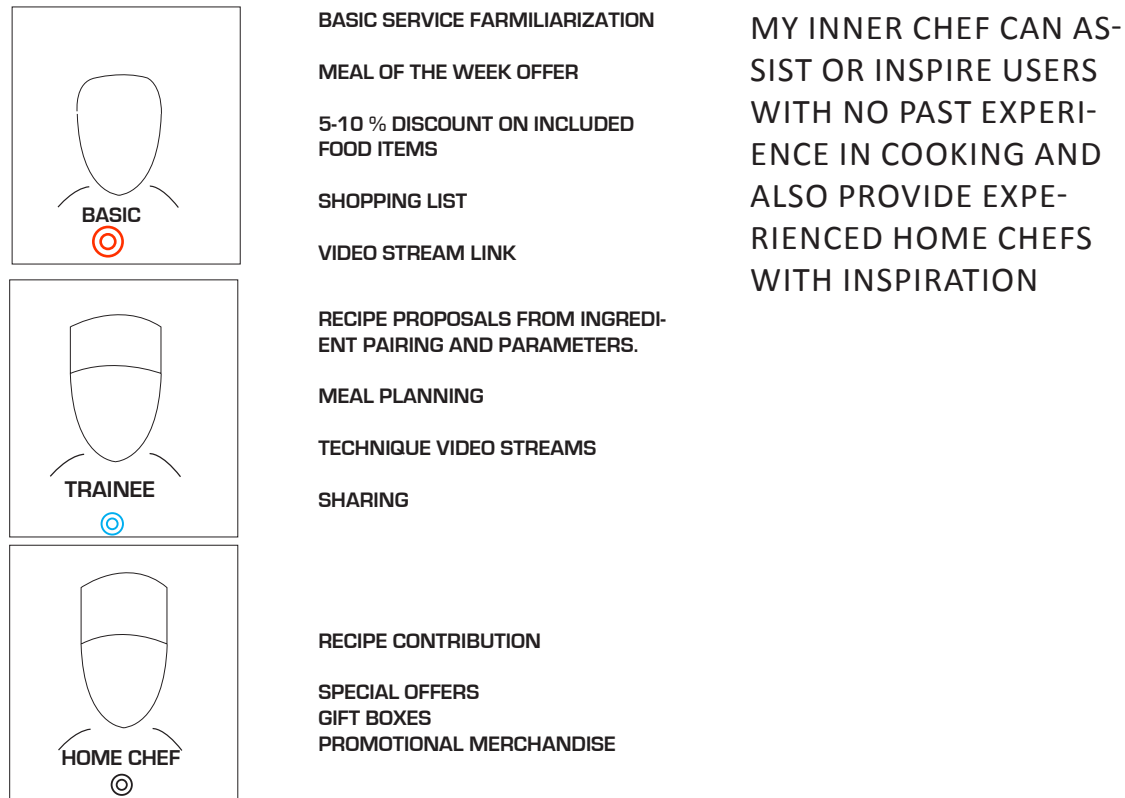 BASIC
BASIC SERVICE FARMILIARIZATION
MEAL OF THE WEEK OFFER
5-10 % DISCOUNT ON INCLUDED
FOOD ITEMS
SHOPPING LIST
VIDEO STREAM LINK
TRAINEE
RECIPE PROPOSALS FROM INGREDI-
ENT PAIRING AND PARAMETERS.
MEAL PLANNING
TECHNIQUE VIDEO STREAMS
SHARING
HOME CHEF
RECIPE CONTRIBUTION
SPECIAL OFFERS
GIFT BOXES
PROMOTIONAL MERCHANDISE
MY INNER CHEF CAN AS-
SIST OR INSPIRE USERS
WITH NO PAST EXPERI-
ENCE IN COOKING AND
ALSO PROVIDE EXPE-
RIENCED HOME CHEFS
WITH INSPIRATION